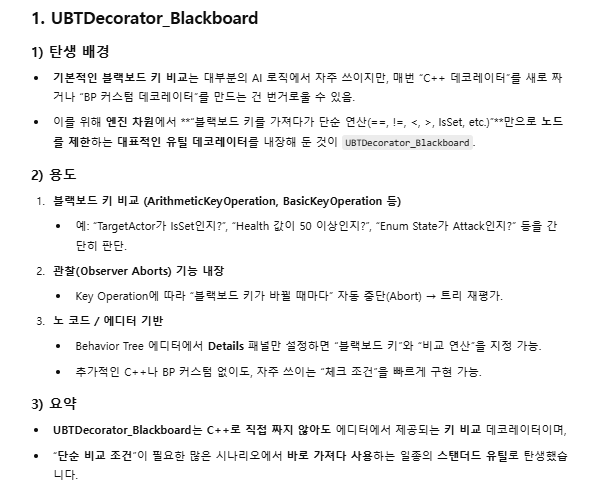 1. UBTDecorator_Blackboard
1) 탄생 배경
• 기본적인 블랙보드 키 비교는 대부분의 AI 로직에서 자주 쓰이지만, 매번 “C++ 데코레이터”를 새로 짜
거나 “BP 커스텀 데코레이터”를 만드는 건 번거로울 수 있음.
• 이를 위해 엔진 차원에서 **“블랙보드 키를 가져다가 단순 연산(==, !=, <, >, IsSet, etc.)”**만으로 노드
를 제한하는 대표적인 유틸 데코레이터를 내장해 둔 것이 UBTDecorator_Blackboard.
2) 용도
1. 블랙보드 키 비교 (ArithmeticKeyOperation, BasicKeyOperation 등)
• 예: “TargetActor가 IsSet인지?”, “Health 값이 50 이상인지?”, “Enum State가 Attack인지?” 등을 간
단히 판단.
2. 관찰(Observer Aborts) 기능 내장
• Key Operation에 따라 “블랙보드 키가 바뀔 때마다” 자동 중단(Abort) → 트리 재평가.
3. 노 코드 / 에디터 기반
• Behavior Tree 에디터에서 Details 패널만 설정하면 “블랙보드 키”와 “비교 연산”을 지정 가능.
• 추가적인 C++나 BP 커스텀 없이도, 자주 쓰이는 “체크 조건”을 빠르게 구현 가능.
3) 요약
• UBTDecorator_Blackboard는 C++로 직접 짜지 않아도 에디터에서 제공되는 키 비교 데코레이터이며,
• “단순 비교 조건”이 필요한 많은 시나리오에서 바로 가져다 사용하는 일종의 스탠더드 유틸로 탄생했습
니다.